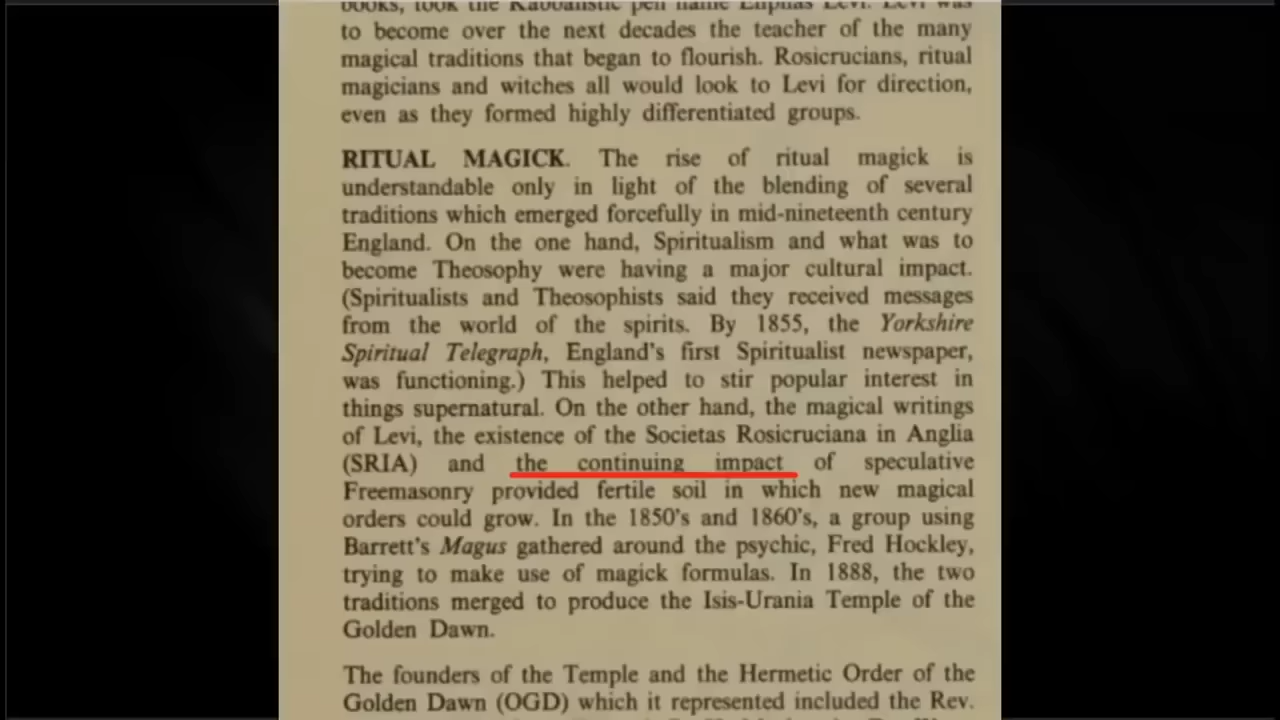 books, took the Kabbalistic pen name Eliphas Levi. Levi was
to become over the next decades the teacher of the many
magical traditions that began to flourish. Rosicrucians, ritual
magicians and witches all would look to Levi for direction,
even as they formed highly differentiated groups.
RITUAL MAGICK. The rise of ritual magick is
understandable only in light of the blending of several
traditions which emerged forcefully in mid-nineteenth century
England. On the one hand, Spiritualism and what was to
become Theosophy were having a major cultural impact.
(Spiritualists and Theosophists said they received messages
from the world of the spirits. By 1855, the Yorkshire
Spiritual Telegraph, England's first Spiritualist newspaper,
was functioning.) This helped to stir popular interest in
things supernatural. On the other hand, the magical writings
of Levi, the existence of the Societas Rosicruciana in Anglia
(SRIA) and the continuing impact of speculative
Freemasonry provided fertile soil in which new magical
orders could grow. In the 1850's and 1860's, a group using
Barrett's Magus gathered around the psychic, Fred Hockley,
trying to make use of magick formulas. In 1888, the two
traditions merged to produce the Isis-Urania Temple of the
Golden Dawn.
The founders of the Temple and the Hermetic Order of the
Golden Dawn (OGD) which it represented included the Rev.